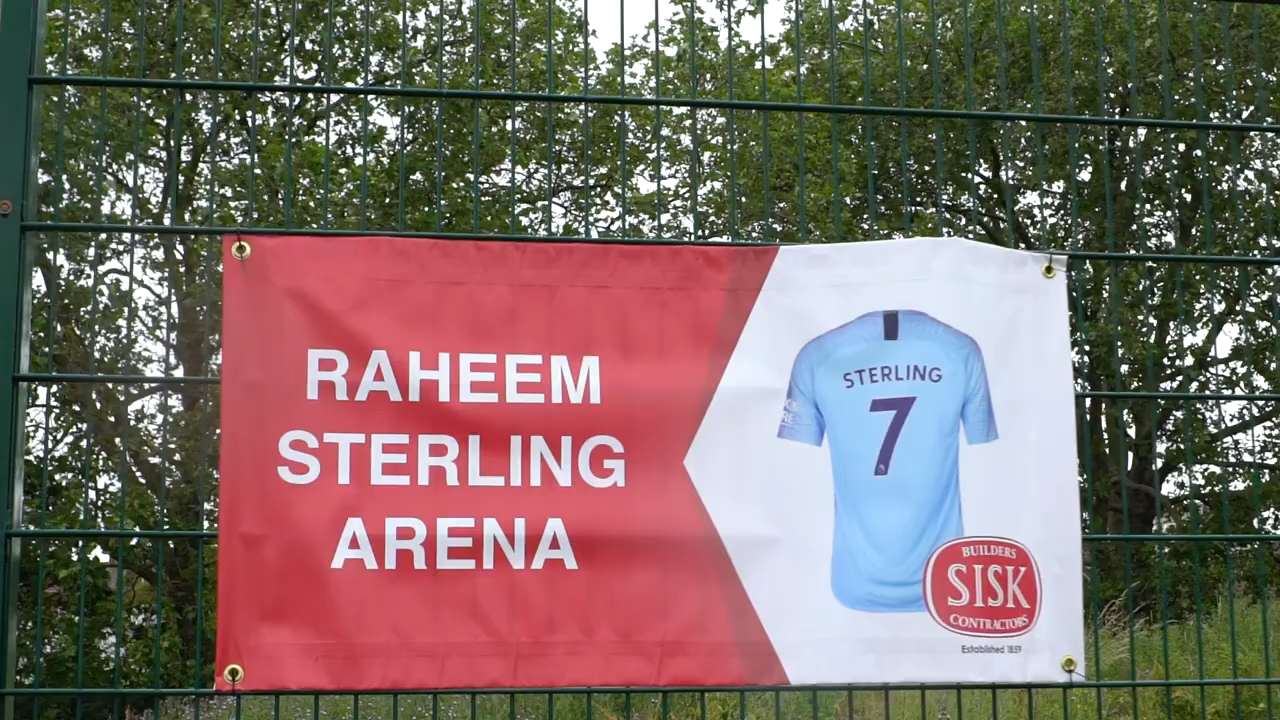 RAHEEM
STERLING
ARENA
STERLING
7
BUILDERS
SISK
CONTRACTORS
Established 1859